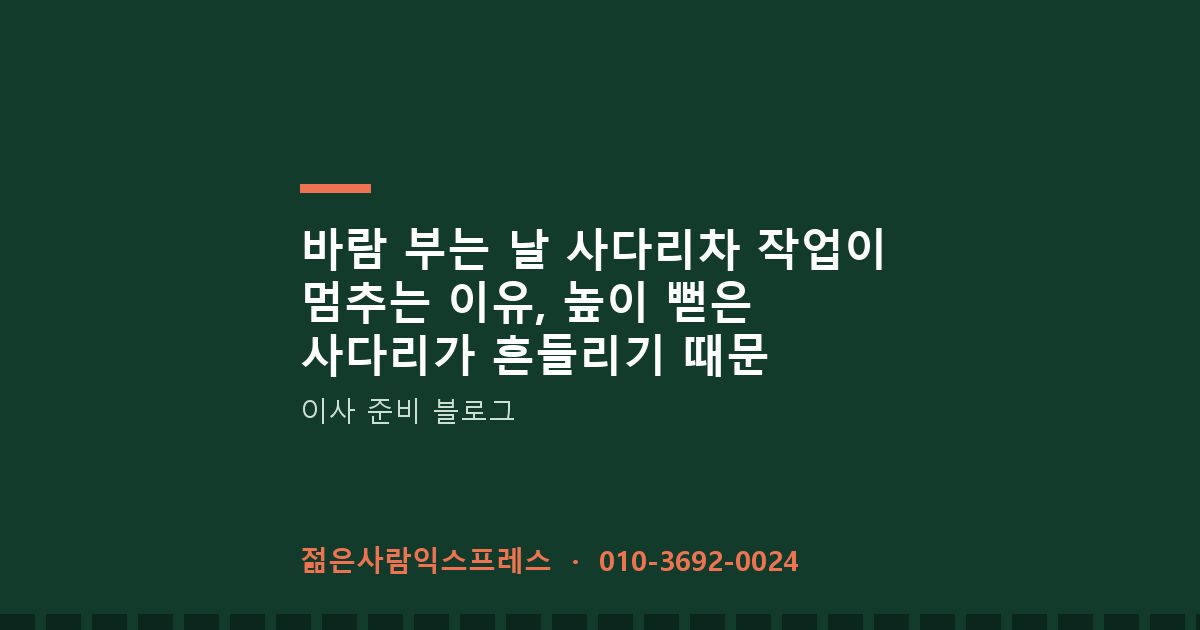 바람 부는 날 사다리차 작업이
멈추는 이유, 높이 뻗은
사다리가 흔들리기 때문
이사 준비 블로그
젊은사람익스프레스 · 010-3692-0024